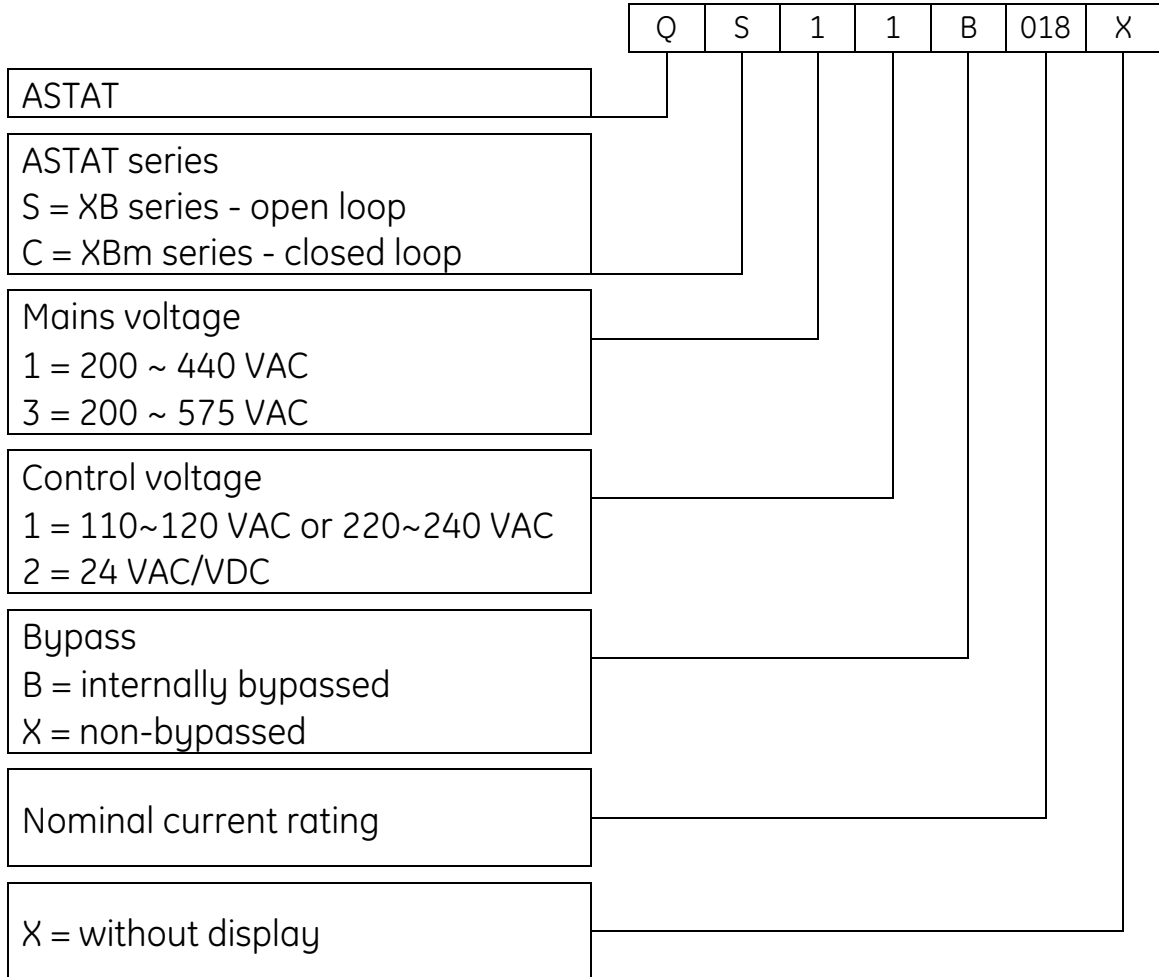 Q S 1 1 B 018 X
ASTAT
ASTAT series
S = XB series - open loop
C = XBm series - closed loop
Mains voltage
1 = 200 ~ 440 VAC
3 = 200 ~ 575 VAC
Control voltage
1 = 110~120 VAC or 220~240 VAC
2 = 24 VAC/VDC
Bypass
B = internally bypassed
X = non-bypassed
Nominal current rating
X = without display